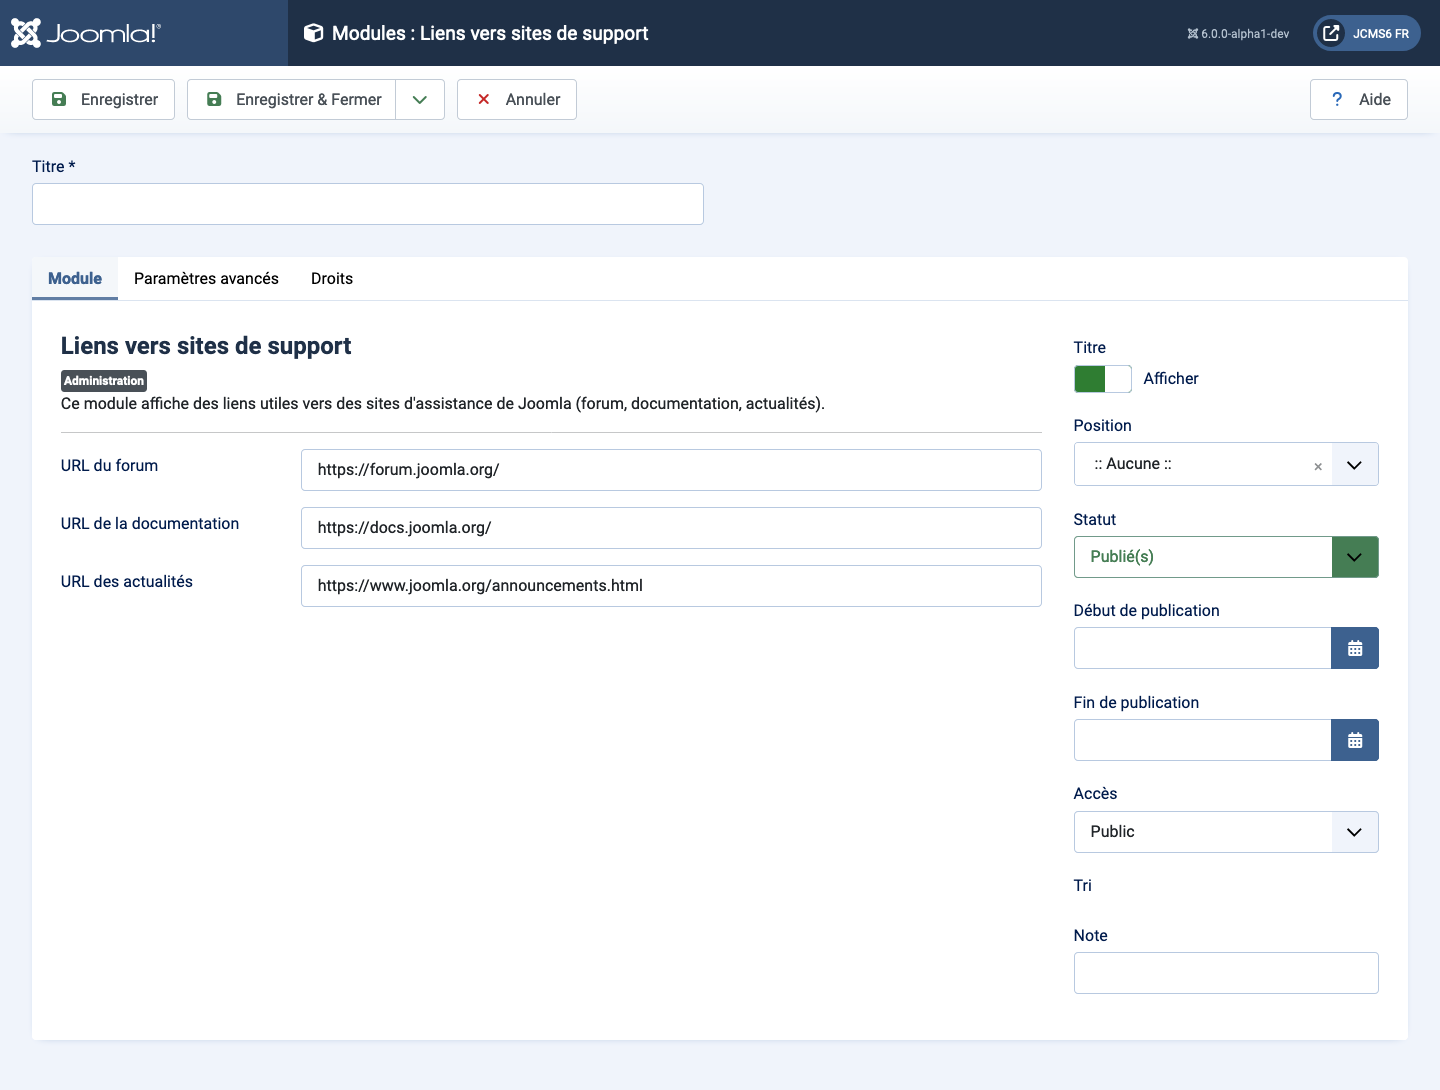 Joomla!®
Modules : Liens vers sites de support
6.0.0-alpha1-dev
JCMS6 FR
Enregistrer
Enregistrer & Fermer
Annuler
? Aide
Titre *
Module
Paramètres avancés
Droits
Liens vers sites de support
Administration
Ce module affiche des liens utiles vers des sites d'assistance de Joomla (forum, documentation, actualités).
URL du forum
https://forum.joomla.org/
URL de la documentation
https://docs.joomla.org/
URL des actualités
https://www.joomla.org/announcements.html
Titre
Afficher
Position
:: Aucune ::
×
Statut
Publié(s)
Début de publication
Fin de publication
Accès
Public
Tri
Note